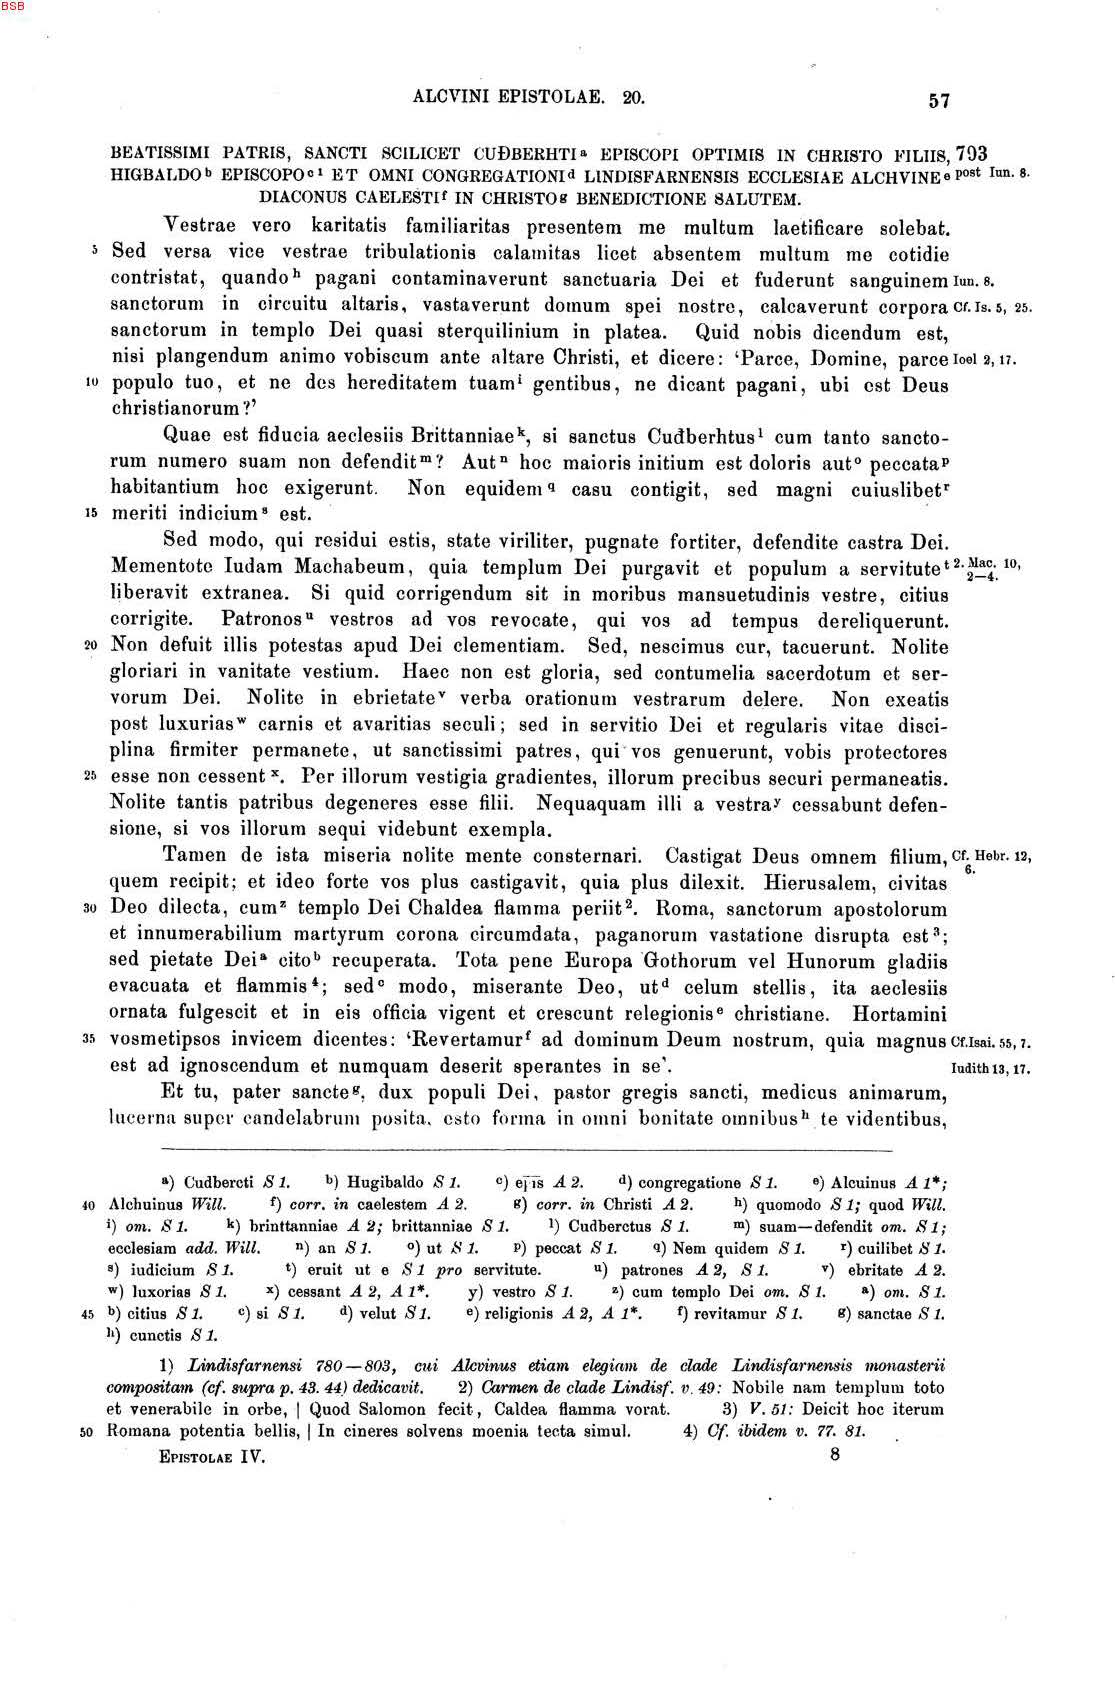 BSB
ALCVINI EPISTOLAE. 20. 57
BEATISSIMI PATRIS, SANCTI SCILICET CUÐBERHTI a EPISCOPI OPTIMIS IN CHRISTO FILIIS, 793
HIGBALDO b EPISCOPO c 1 ET OMNI CONGREGATIONI d LINDISFARNENSIS ECCLESIAE ALCHVINE e post Iun. 8.
DIACONUS CAELESTI f IN CHRISTO g BENEDICTIONE SALUTEM.
Vestrae vero karitatis familiaritas presentem me multum laetificare solebat.
5 Sed versa vice vestrae tribulationis calamitas licet absentem multum me cotidie
contristat, quando h pagani contaminaverunt sanctuaria Dei et fuderunt sanguinem Iun. 8.
sanctorum in circuitu altaris, vastaverunt domum spei nostre, calcaverunt corpora Cf. Is. 5, 25.
sanctorum in templo Dei quasi sterquilinium in platea. Quid nobis dicendum est,
nisi plangendum animo vobiscum ante altare Christi, et dicere: ‘Parce, Domine, parce Ioel 2, 17.
10 populo tuo, et ne des hereditatem tuam i gentibus, ne dicant pagani, ubi est Deus
christianorum?’
Quae est fiducia aeclesiis Brittanniae k, si sanctus Cuđberhtus l cum tanto sancto-
rum numero suam non defendit m? Aut n hoc maioris initium est doloris aut o peccata p
habitantium hoc exigerunt. Non equidem q casu contigit, sed magni cuiuslibet r
15 meriti indicium s est.
Sed modo, qui residui estis, state viriliter, pugnate fortiter, defendite castra Dei.
Mementote Iudam Machabeum, quia templum Dei purgavit et populum a servitute t 2. Mac. 10, 2—4.
liberavit extranea. Si quid corrigendum sit in moribus mansuetudinis vestre, citius
corrigite. Patronos u vestros ad vos revocate, qui vos ad tempus dereliquerunt.
20 Non defuit illis potestas apud Dei clementiam. Sed, nescimus cur, tacuerunt. Nolite
gloriari in vanitate vestium. Haec non est gloria, sed contumelia sacerdotum et ser-
vorum Dei. Nolite in ebrietate v verba orationum vestrarum delere. Non exeatis
post luxurias w carnis et avaritias seculi; sed in servitio Dei et regularis vitae disci-
plina firmiter permanete, ut sanctissimi patres, qui vos genuerunt, vobis protectores
25 esse non cessent x. Per illorum vestigia gradientes, illorum precibus securi permaneatis.
Nolite tantis patribus degeneres esse filii. Nequaquam illi a vestra y cessabunt defen-
sione, si vos illorum sequi videbunt exempla.
Tamen de ista miseria nolite mente consternari. Castigat Deus omnem filium, Cf. Hebr. 12, 6.
quem recipit; et ideo forte vos plus castigavit, quia plus dilexit. Hierusalem, civitas
30 Deo dilecta, cum z templo Dei Chaldea flamma periit 2. Roma, sanctorum apostolorum
et innumerabilium martyrum corona circumdata, paganorum vastatione disrupta est 3;
sed pietate Dei a cito b recuperata. Tota pene Europa Gothorum vel Hunorum gladiis
evacuata et flammis 4; sed c modo, miserante Deo, ut d celum stellis, ita aeclesiis
ornata fulgescit et in eis officia vigent et crescunt relegionis e christiane. Hortamini
35 vosmetipsos invicem dicentes: ‘Revertamur f ad dominum Deum nostrum, quia magnus Cf. Isai. 55, 7.
est ad ignoscendum et numquam deserit sperantes in se’. Iudith 13, 17.
Et tu, pater sancte g, dux populi Dei, pastor gregis sancti, medicus animarum,
lucerna super candelabrum posita, esto forma in omni bonitate omnibus h te videntibus,
a) Cudbercti S 1. b) Hugibaldo S 1. c) A 2. d) congregatione S 1. e) Alcuinus A 1*;
40 Alchuinus Will. f) corr. in caelestem A 2. g) corr. in Christi A 2. h) quomodo S 1; quod Will.
i) om. S 1. k) brinttanniae A 2; brittanniae S 1. l) Cudberctus S 1. m) suam—defendit om. S 1;
ecclesiam add. Will. n) an S 1. o) ut S 1. p) peccat S 1. q) Nem quidem S 1. r) cuilibet S 1.
s) iudicium S 1. t) eruit ut e S 1 pro servitute. u) patrones A 2, S 1. v) ebritate A 2.
w) luxorias S 1. x) cessant A 2, A 1*. y) vestro S 1. z) cum templo Dei om. S 1. a) om. S 1.
45 b) citius S 1. c) si S 1. d) velut S 1. e) religionis A 2, A 1*. f) revitamur S 1. g) sanctae S 1.
h) cunctis S 1.
1) Lindisfarnensi 780—803, cui Alcvinus etiam elegiam de clade Lindisfarnensis monasterii
compositam (cf. supra p. 43. 44) dedicavit. 2) Carmen de clade Lindisf. v. 49: Nobile nam templum toto
et venerabile in orbe, | Quod Salomon fecit, Caldea flamma vorat. 3) V. 51: Deicit hoc iterum
50 Romana potentia bellis, | In cineres solvens moenia tecta simul. 4) Cf. ibidem v. 77. 81.
EPISTOLAE IV. 8